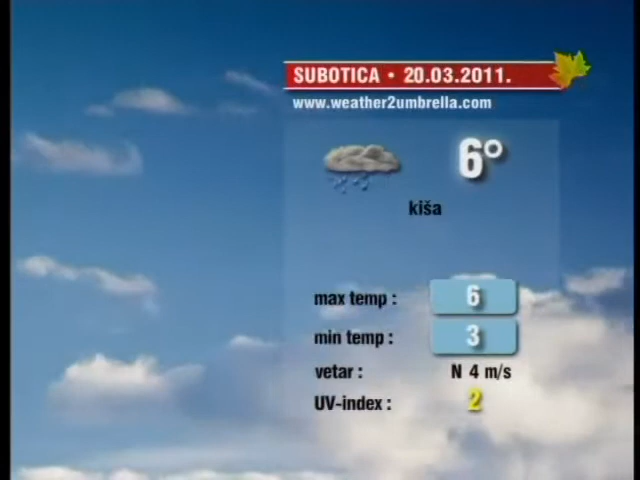 SUBOTICA • 20.03.2011.
www.weather2umbrella.com
6°
kiša
max temp : 6
min temp : 3
vetar : N 4 m/s
UV-index : 2